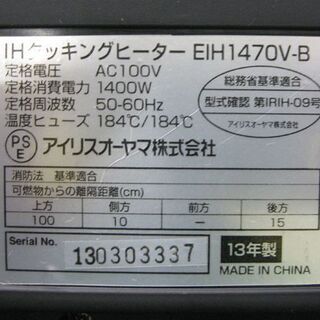 IHクッキングヒーター EIH1470V-B
定格電圧 AC100V
定格消費電力 1400W
定格周波数 50-60Hz
温度ヒューズ 184℃/184℃
総務省基準適合
型式確認 第IRIH-09号
アイリスオーヤマ株式会社
PS
E
アイリスオーヤマ株式会社
消防法 基準適合
可燃物からの離隔距離(cm)
上方 側方 前方 後方
100 10 - 15
Serial No. 130303337
13年製
MADE IN CHINA